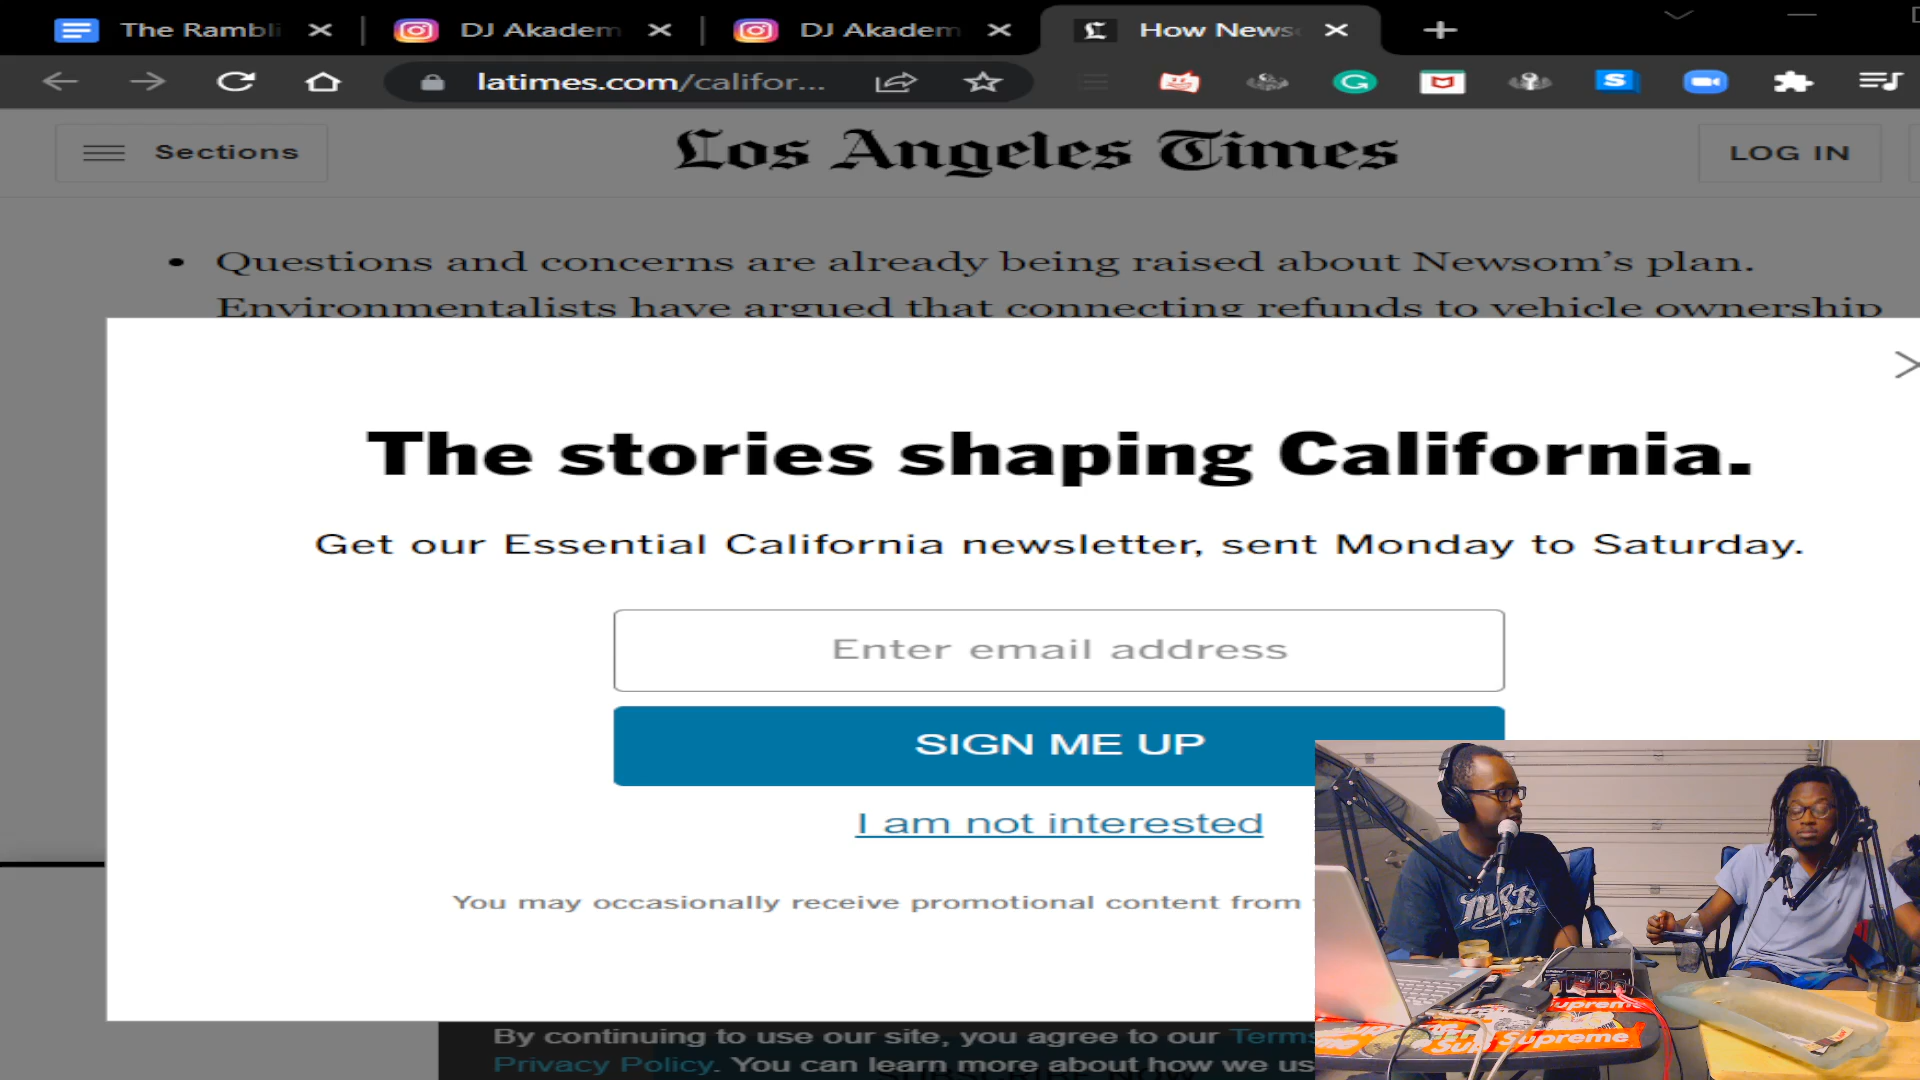 The Rambli
DJ Akadem
DJ Akadem
How News
latimes.com/califor...
Sections
Los Angeles Times
LOG IN
• Questions and concerns are already being raised about Newsom's plan.
Environmentalists have argued that connecting refunds to vehicle ownership
The stories shaping California.
Get our Essential California newsletter, sent Monday to Saturday.
Enter email address
SIGN ME UP
I am not interested
You may occasionally receive promotional content from
By continuing to use our site, you agree to our Terms
Privacy Policy. You can learn more about how we us
SUBSCRIBE NOW
Supreme